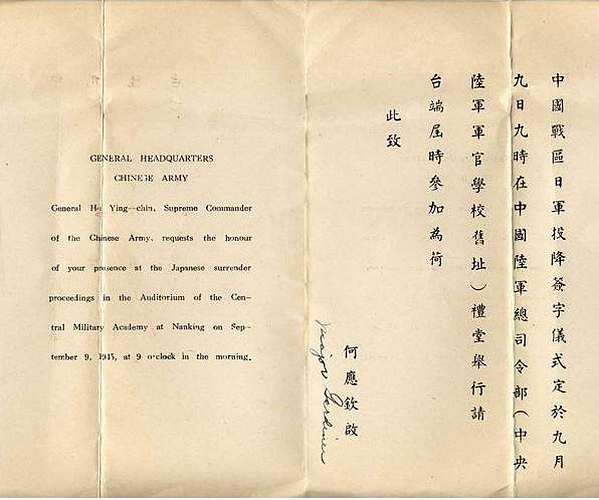 GENERAL HEADQUARTERS
CHINESE ARMY
General Ho Ying—chin, Supreme Commander
of the Chinese Army, requests the honour
of your presence at the Japanese surrender
proceedings in the Auditorium of the Cen-
tral Military Academy at Nanking on Sep-
tember 9, 1945, at 9 o'clock in the morning.
中國戰區日軍投降簽字儀式定於九月
九日九時在中國陸軍總司令部(中央
陸軍軍官學校舊址)禮堂舉行請
台端屆時參加為荷
此致
何應欽啟
Major Gardiner